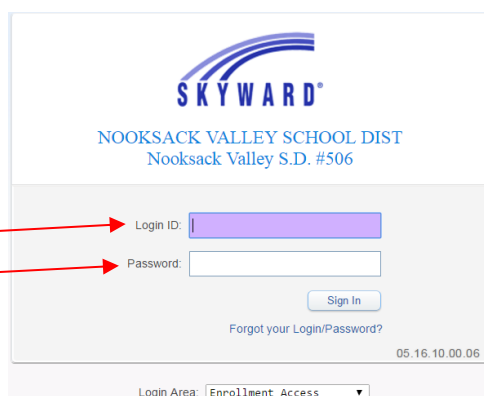 SKYWARD®
NOOKSACK VALLEY SCHOOL DIST
Nooksack Valley S.D. #506
Login ID:
Password:
Sign In
Forgot your Login/Password?
05.16.10.00.06
Login Area: Enrollment Access